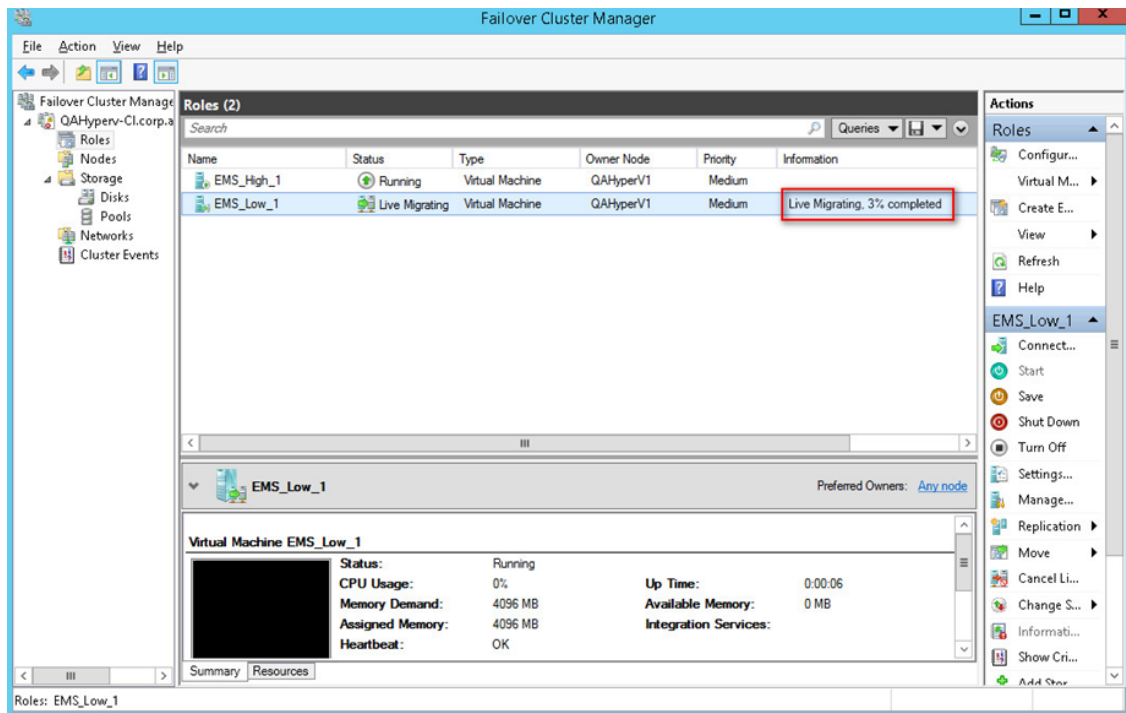 Failover Cluster Manager
File Action View Help
Failover Cluster Manage
QAHyperv-Cl.corp.a
Roles
Nodes
Storage
Disks
Pools
Networks
Cluster Events
Roles (2)
Search
Queries
Name Status Type Owner Node Priority Information
EMS_High_1 Running Virtual Machine QAHyperV1 Medium
EMS_Low_1 Live Migrating Virtual Machine QAHyperV1 Medium Live Migrating, 3% completed
EMS_Low_1 Preferred Owners: Any node
Virtual Machine EMS_Low_1
Status: Running
CPU Usage: 0% Up Time: 0:00:06
Memory Demand: 4096 MB Available Memory: 0 MB
Assigned Memory: 4096 MB Integration Services:
Heartbeat: OK
Summary Resources
Actions
Roles
Configur...
Virtual M...
Create E...
View
Refresh
Help
EMS_Low_1
Connect...
Start
Save
Shut Down
Turn Off
Settings...
Manage...
Replication
Move
Cancel Li...
Change S...
Informati...
Show Cri...
Add Stor
Roles: EMS_Low_1